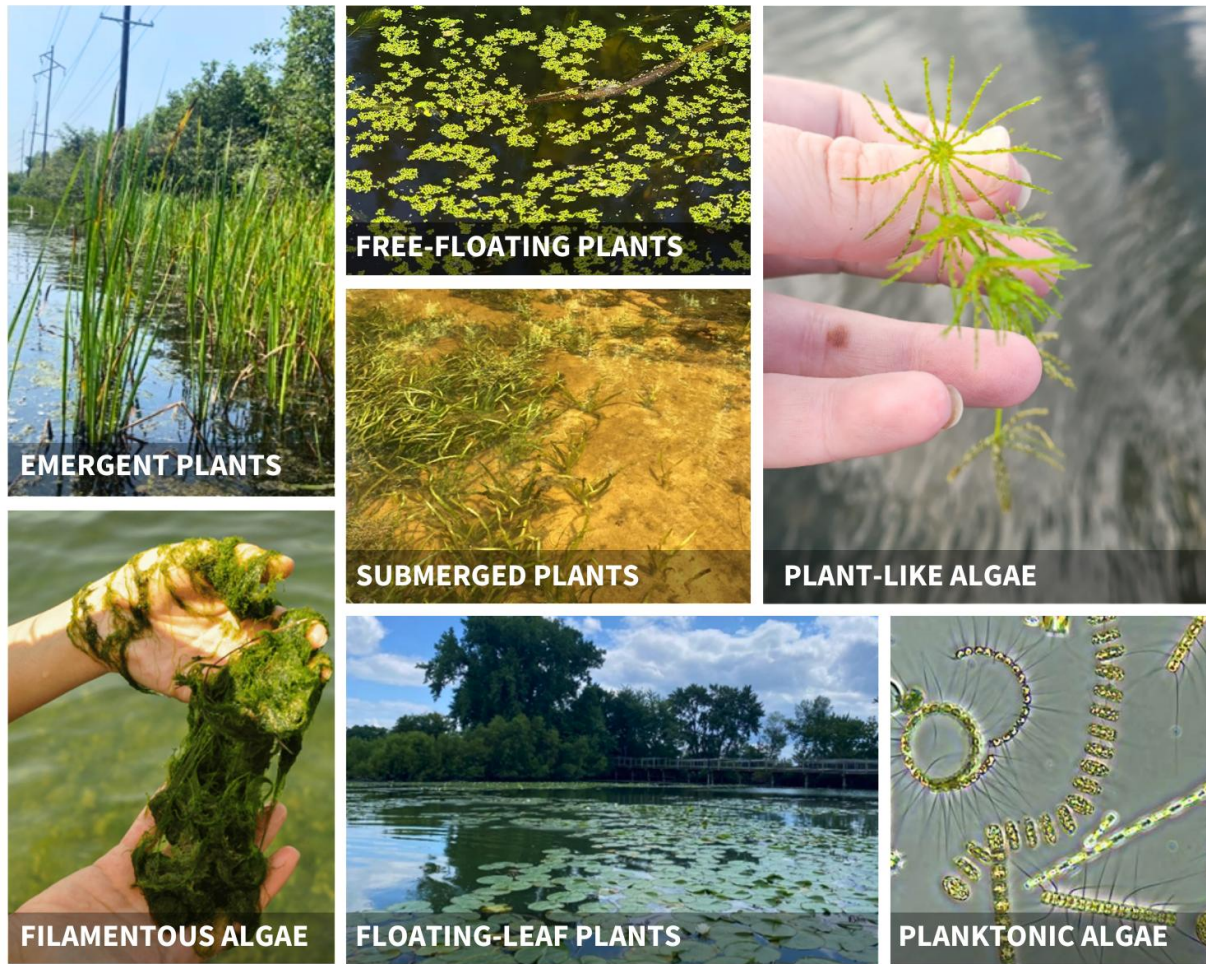 EMERGENT PLANTS
FREE-FLOATING PLANTS
SUBMERGED PLANTS
PLANT-LIKE ALGAE
FILAMENTOUS ALGAE
FLOATING-LEAF PLANTS
PLANKTONIC ALGAE